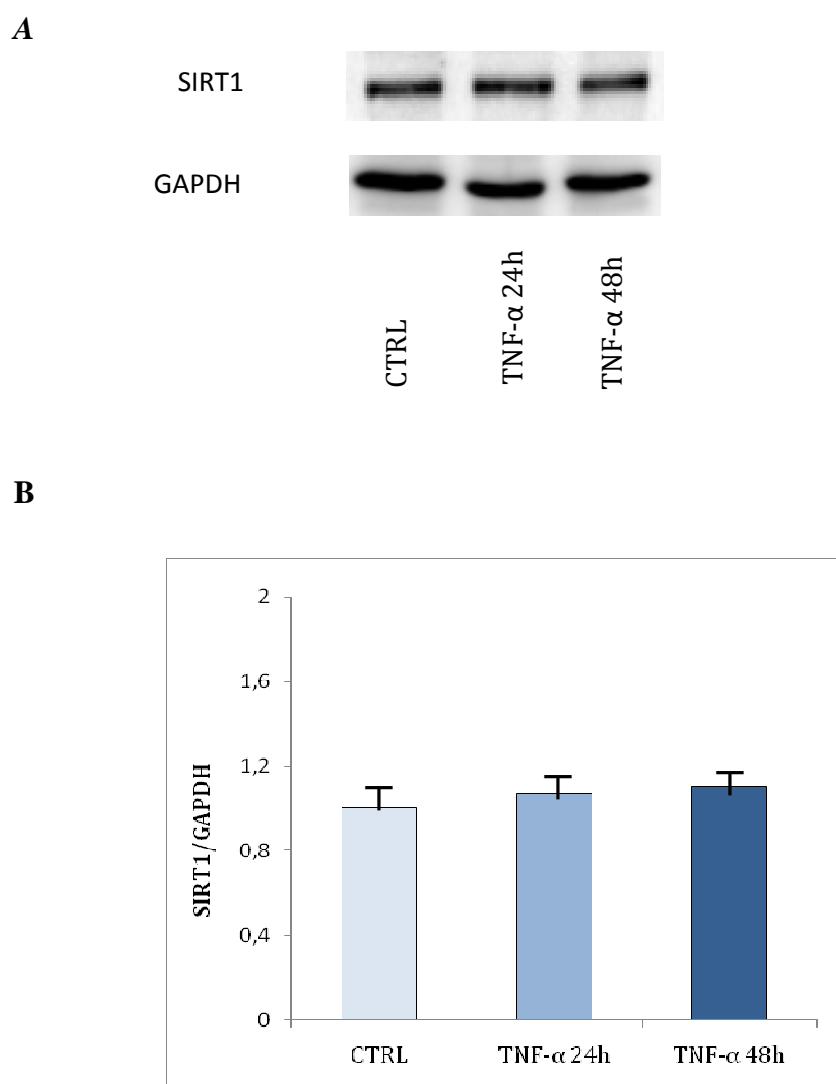 A
SIRT1
GAPDH
CTRL
TNF-α 24h
TNF-α 48h
B
SIRT1/GAPDH
2
1,6
1,2
0,8
0,4
0
CTRL
TNF-α 24h
TNF-α 48h